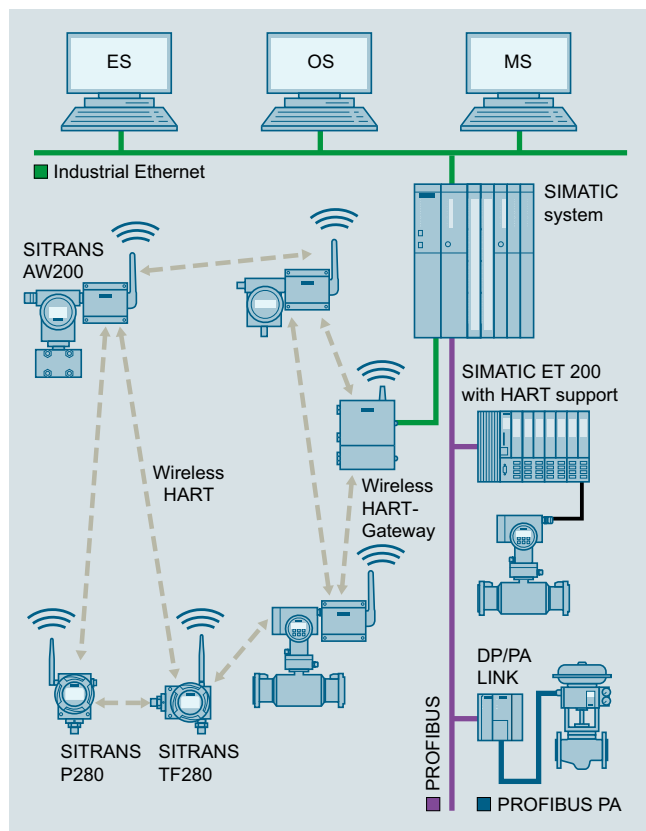 ES
OS
MS
Industrial Ethernet
SIMATIC
system
SITRANS
AW200
SIMATIC ET 200
with HART support
Wireless
HART
Wireless
HART-
Gateway
DP/PA
LINK
SITRANS
P280
SITRANS
TF280
PROFIBUS
PROFIBUS PA